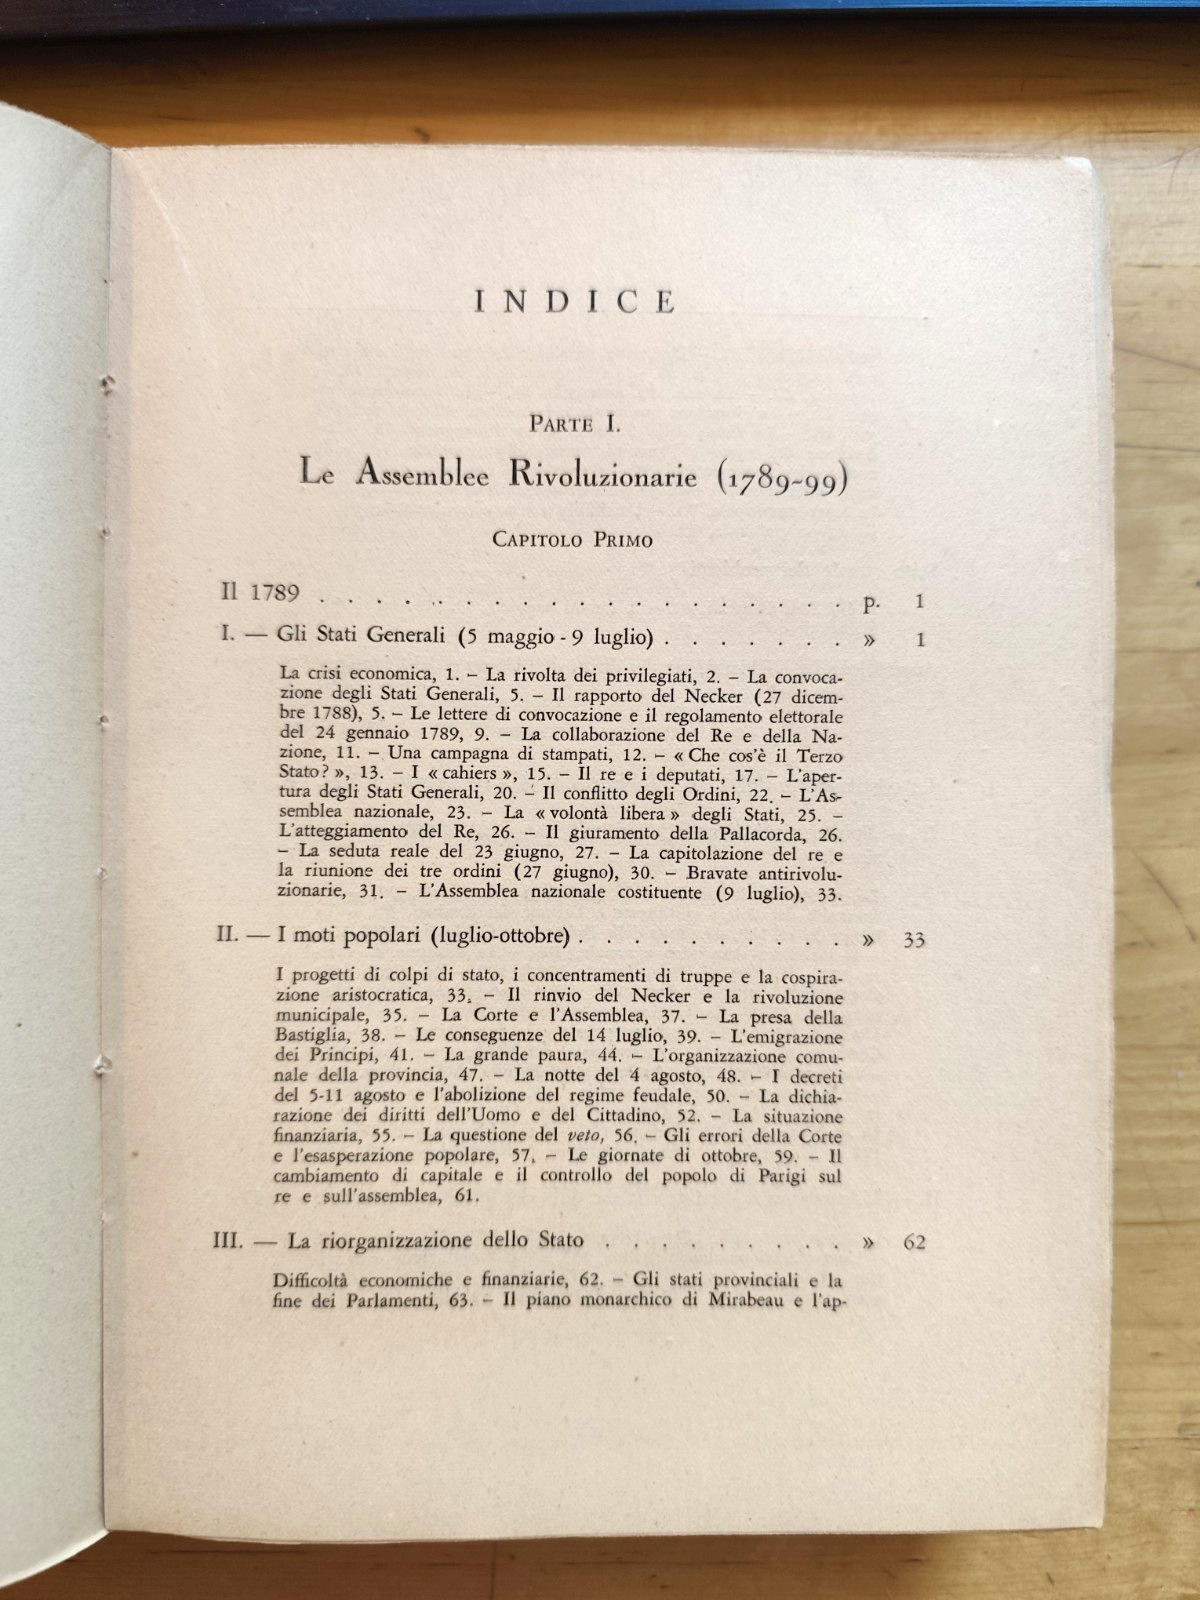 INDICE
PARTE I.
Le Assemblee Rivoluzionarie (1789-99)
CAPITOLO PRIMO
Il 1789 . . . . . . . . . . . . . . . . . . . p. 1
I. — Gli Stati Generali (5 maggio - 9 luglio) . . . . . . . » 1
La crisi economica, 1. – La rivolta dei privilegiati, 2. – La convoca-
zione degli Stati Generali, 5. – Il rapporto del Necker (27 dicem-
bre 1788), 5. – Le lettere di convocazione e il regolamento elettorale
del 24 gennaio 1789, 9. – La collaborazione del Re e della Na-
zione, 11. – Una campagna di stampati, 12. – « Che cos'è il Terzo
Stato? », 13. – I « cahiers », 15. – Il re e i deputati, 17. – L'aper-
tura degli Stati Generali, 20. – Il conflitto degli Ordini, 22. – L'As-
semblea nazionale, 23. – La « volontà libera » degli Stati, 25. –
L'atteggiamento del Re, 26. – Il giuramento della Pallacorda, 26.
– La seduta reale del 23 giugno, 27. – La capitolazione del re e
la riunione dei tre ordini (27 giugno), 30. – Bravate antirivolu-
zionarie, 31. – L'Assemblea nazionale costituente (9 luglio), 33.
II. — I moti popolari (luglio-ottobre) . . . . . . . . . . » 33
I progetti di colpi di stato, i concentramenti di truppe e la cospira-
zione aristocratica, 33. – Il rinvio del Necker e la rivoluzione
municipale, 35. – La Corte e l'Assemblea, 37. – La presa della
Bastiglia, 38. – Le conseguenze del 14 luglio, 39. – L'emigrazione
dei Principi, 41. – La grande paura, 44. – L'organizzazione comu-
nale della provincia, 47. – La notte del 4 agosto, 48. – I decreti
del 5-11 agosto e l'abolizione del regime feudale, 50. – La dichia-
razione dei diritti dell'Uomo e del Cittadino, 52. – La situazione
finanziaria, 55. – La questione del veto, 56. – Gli errori della Corte
e l'esasperazione popolare, 57. – Le giornate di ottobre, 59. – Il
cambiamento di capitale e il controllo del popolo di Parigi sul
re e sull'assemblea, 61.
III. — La riorganizzazione dello Stato . . . . . . . . . » 62
Difficoltà economiche e finanziarie, 62. – Gli stati provinciali e la
fine dei Parlamenti, 63. – Il piano monarchico di Mirabeau e l'ap-